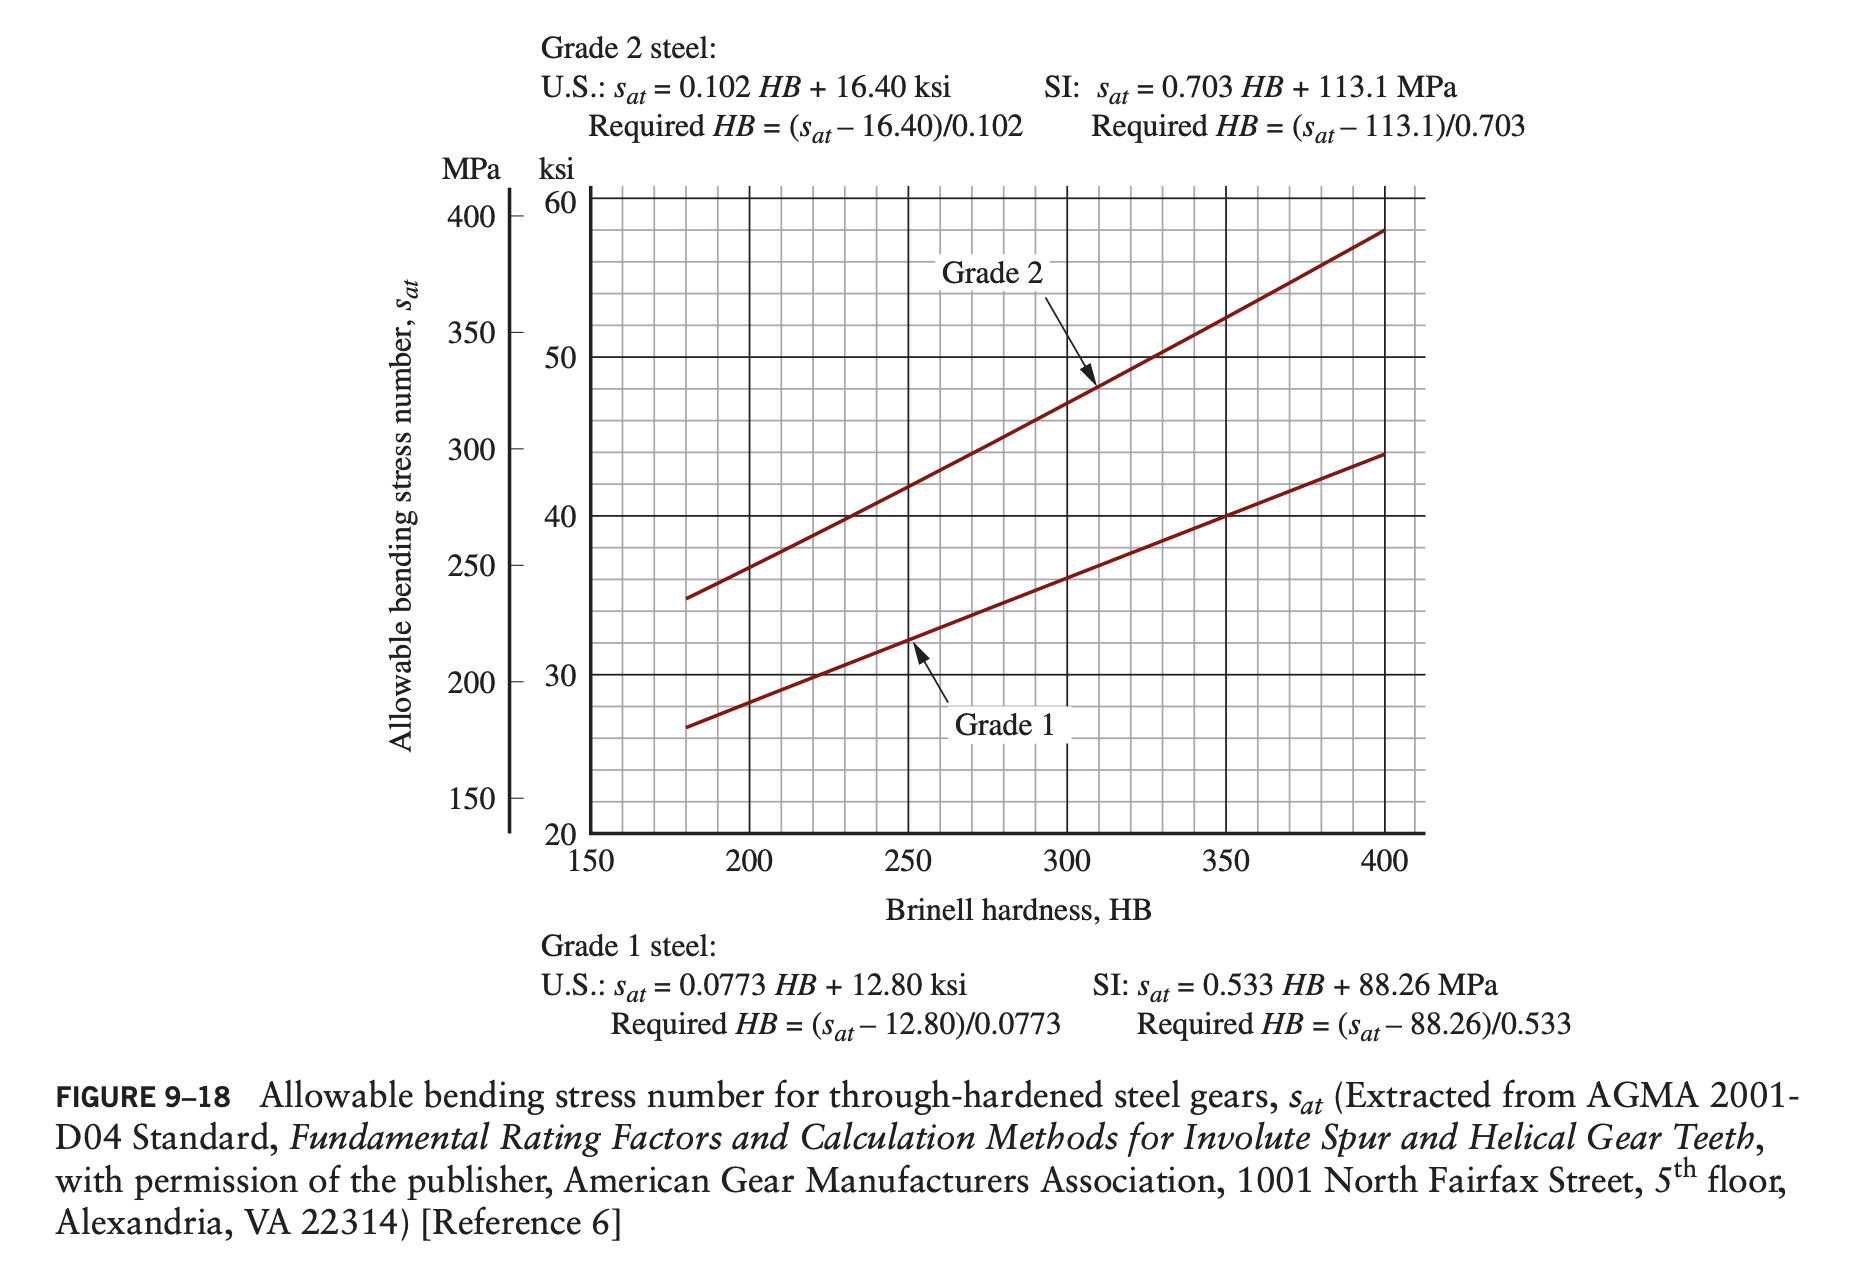 Grade 2 steel:
U.S.: sat = 0.102 HB + 16.40 ksi SI: sat = 0.703 HB + 113.1 MPa
Required HB = (sat – 16.40)/0.102 Required HB = (sat – 113.1)/0.703
MPa ksi
400
350
300
250
200
150
60
50
40
30
20
Allowable bending stress number, sat
Grade 2
Grade 1
150 200 250 300 350 400
Brinell hardness, HB
Grade 1 steel:
U.S.: sat = 0.0773 HB + 12.80 ksi SI: sat = 0.533 HB + 88.26 MPa
Required HB = (sat – 12.80)/0.0773 Required HB = (sat – 88.26)/0.533
FIGURE 9–18 Allowable bending stress number for through-hardened steel gears, sat (Extracted from AGMA 2001-
D04 Standard, Fundamental Rating Factors and Calculation Methods for Involute Spur and Helical Gear Teeth,
with permission of the publisher, American Gear Manufacturers Association, 1001 North Fairfax Street, 5th floor,
Alexandria, VA 22314) [Reference 6]